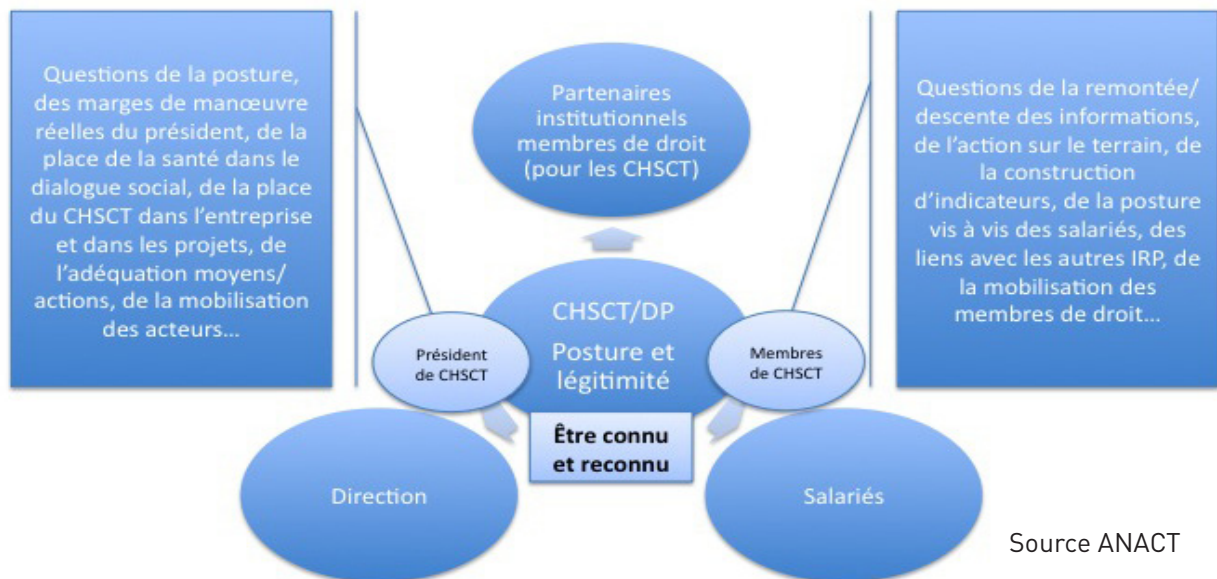 Questions de la posture,
des marges de manœuvre
réelles du président, de la
place de la santé dans le
dialogue social, de la place
du CHSCT dans l'entreprise
et dans les projets, de
l'adéquation moyens/
actions, de la mobilisation
des acteurs...
Partenaires
institutionnels
membres de droit
(pour les CHSCT)
Questions de la remontée/
descente des informations,
de l'action sur le terrain, de
la construction
d'indicateurs, de la posture
vis à vis des salariés, des
liens avec les autres IRP, de
la mobilisation des
membres de droit...
Président
de CHSCT
CHSCT/DP
Posture et
légitimité
Membres
de CHSCT
Être connu
et reconnu
Direction
Salariés
Source ANACT